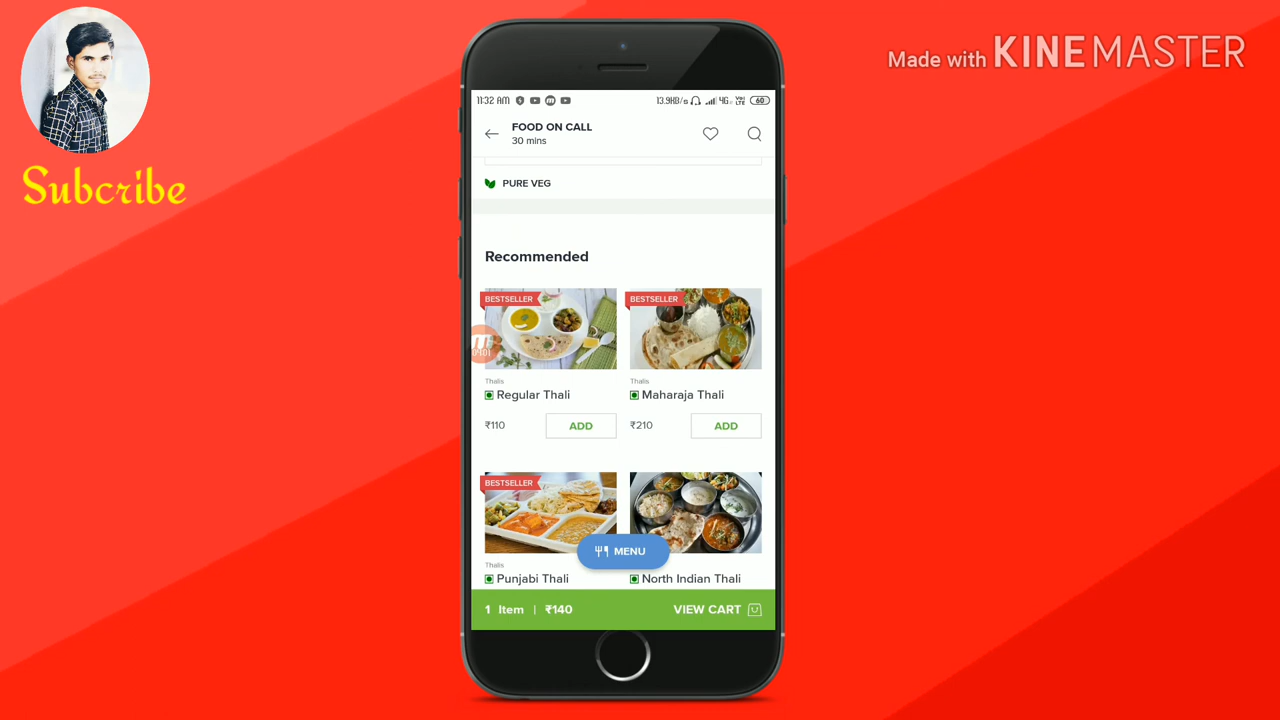 Made with KINEMASTER
Subcribe
11:32 AM 13.9KB/s 4G 60
FOOD ON CALL
30 mins
PURE VEG
Recommended
BESTSELLER BESTSELLER
Thalis Thalis
Regular Thali Maharaja Thali
₹110 ADD ₹210 ADD
BESTSELLER
MENU
Thalis
Punjabi Thali North Indian Thali
1 Item | ₹140 VIEW CART